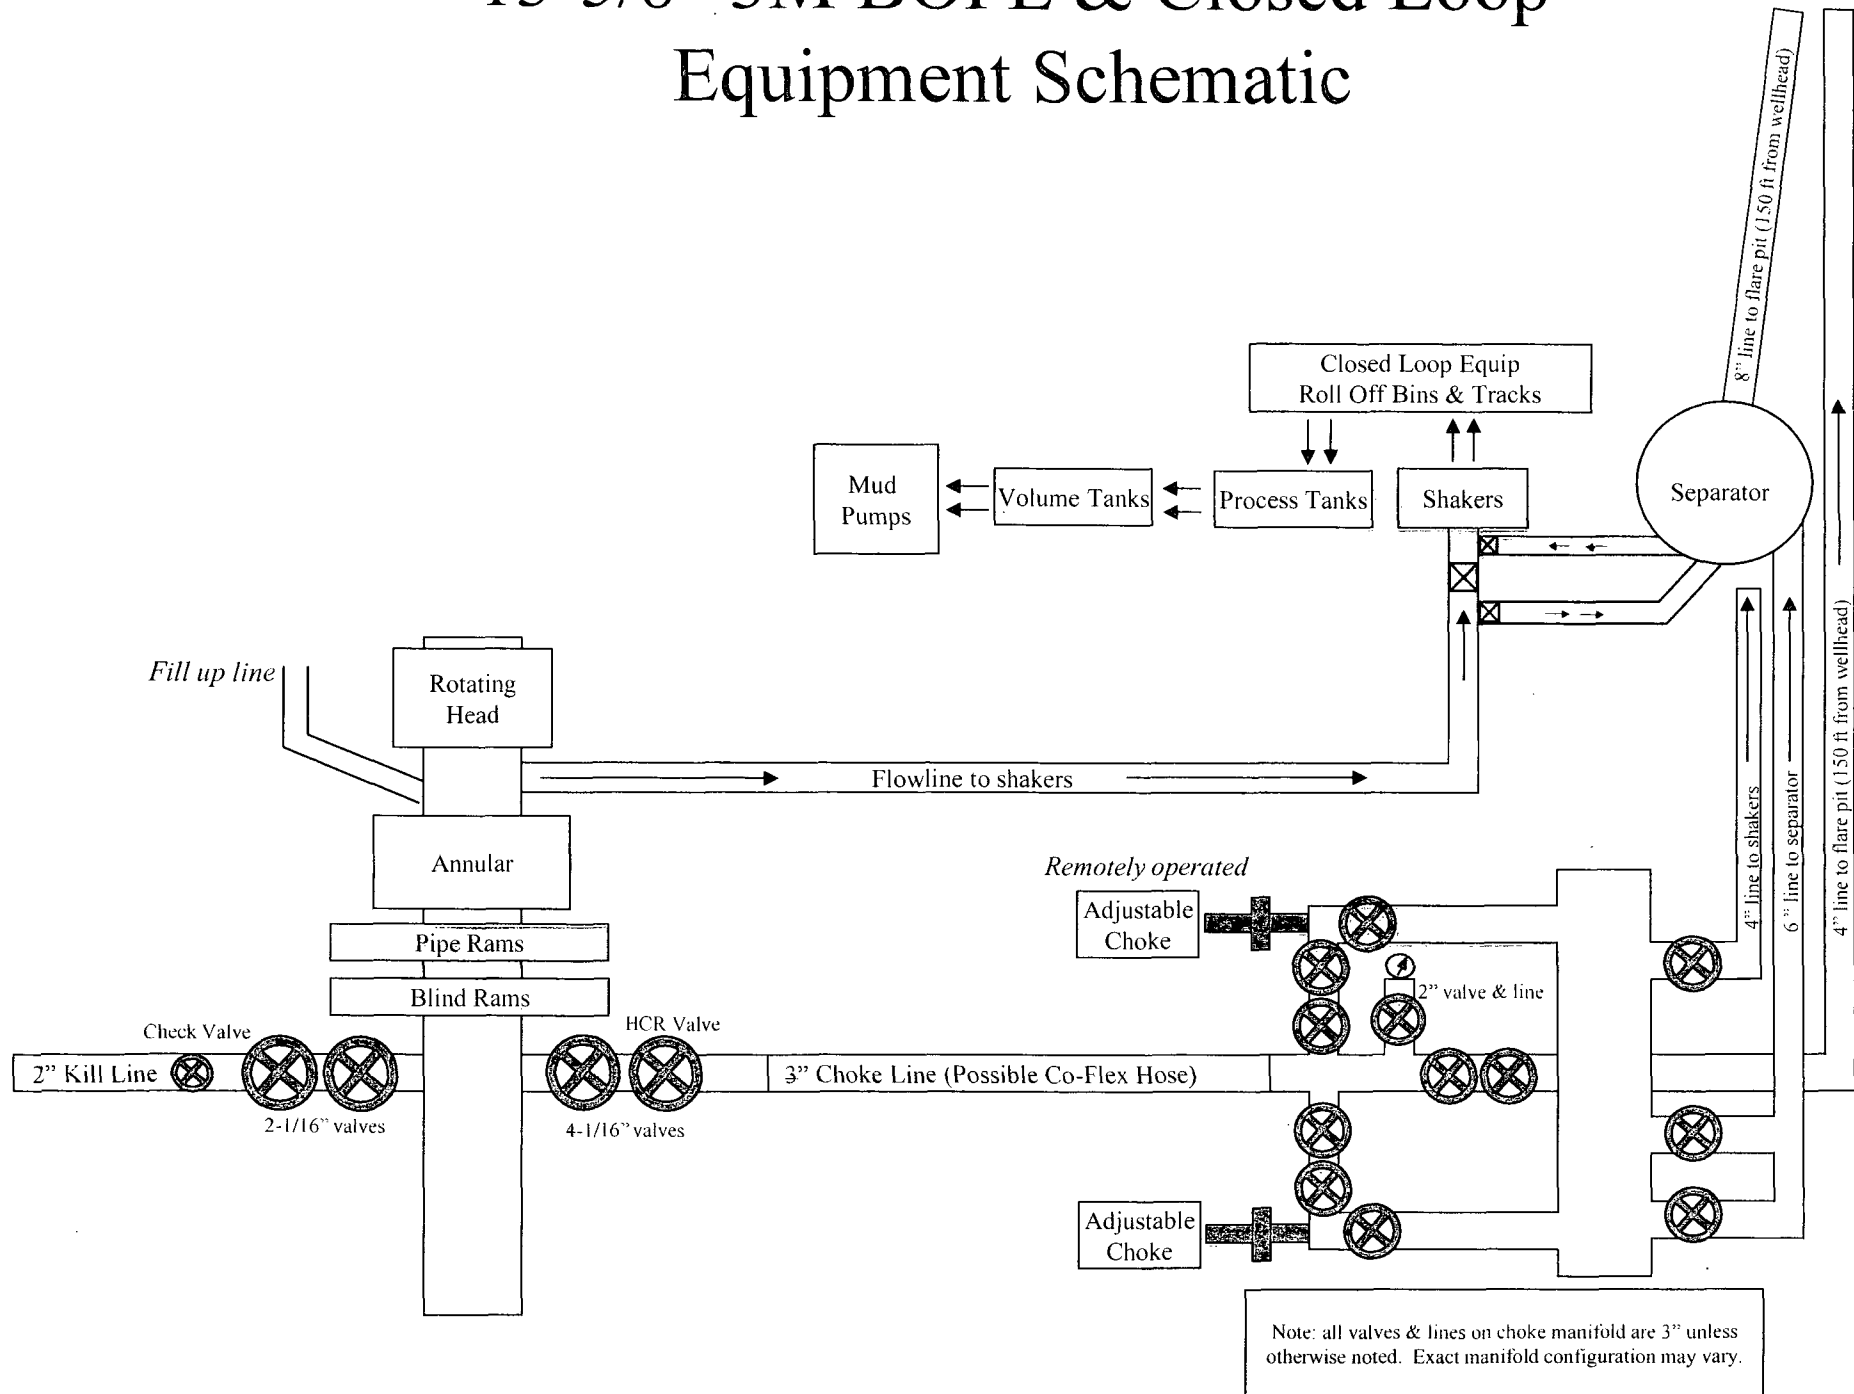 Equipment Schematic
8” line to flare pit (150 ft from wellhead)
Closed Loop Equip
Roll Off Bins & Tracks
Mud
Pumps
Volume Tanks
Process Tanks
Shakers
Separator
Fill up line
Rotating
Head
Flowline to shakers
4” line to shakers
6” line to separator
4” line to flare pit (150 ft from wellhead)
Annular
Remotely operated
Adjustable
Choke
Pipe Rams
Blind Rams
2” valve & line
Check Valve
HCR Valve
2” Kill Line
3” Choke Line (Possible Co-Flex Hose)
2-1/16” valves
4-1/16” valves
Adjustable
Choke
Note: all valves & lines on choke manifold are 3” unless
otherwise noted. Exact manifold configuration may vary.